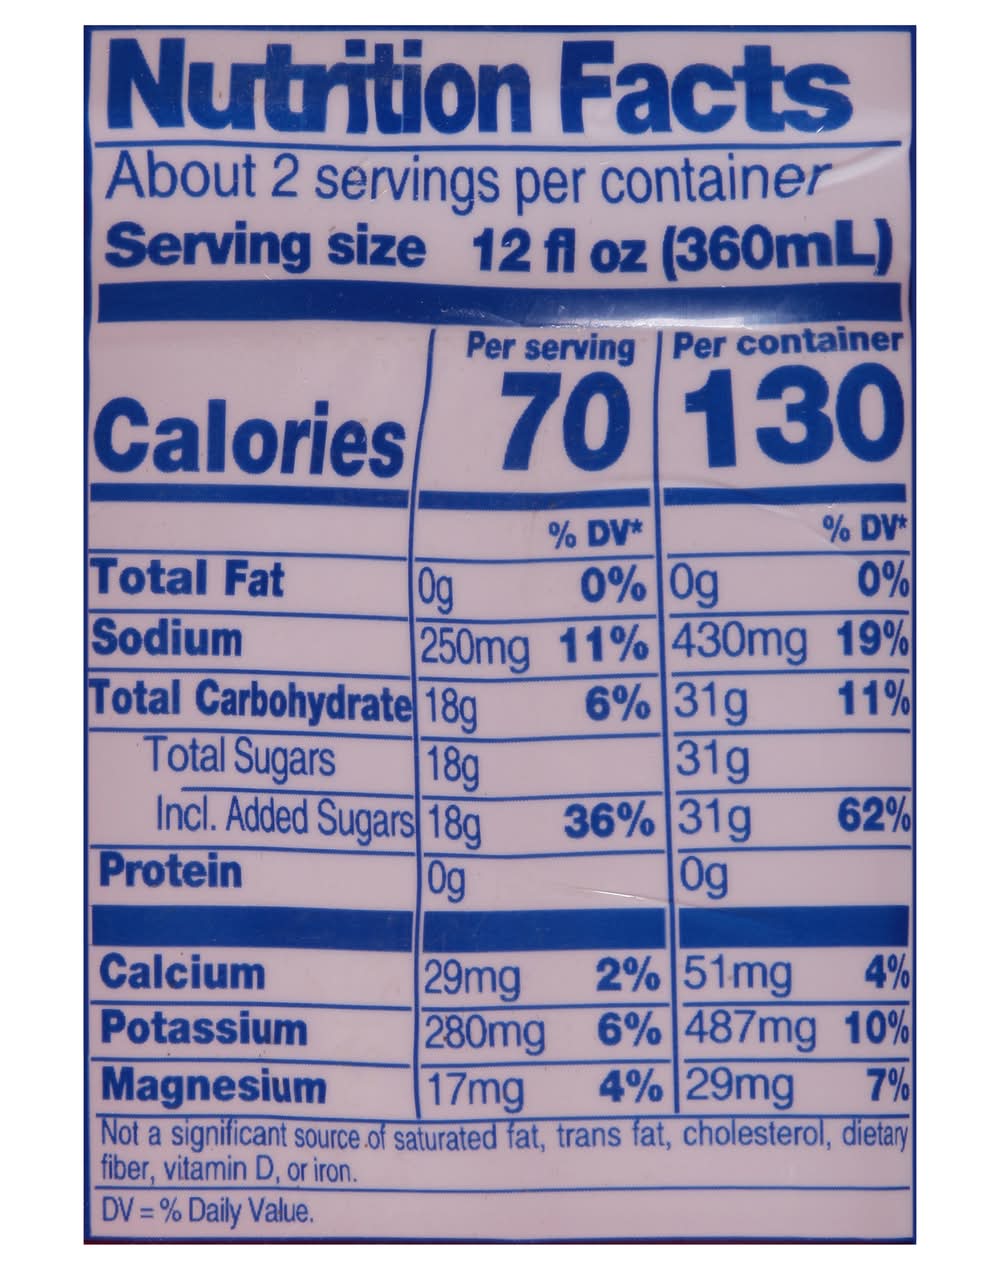 Nutrition Facts
About 2 servings per container
Serving size 12 fl oz (360mL)
Per serving Per container
Calories 70 130
% DV* % DV*
Total Fat 0g 0% 0g 0%
Sodium 250mg 11% 430mg 19%
Total Carbohydrate 18g 6% 31g 11%
Total Sugars 18g 31g
Incl. Added Sugars 18g 36% 31g 62%
Protein 0g 0g
Calcium 29mg 2% 51mg 4%
Potassium 280mg 6% 487mg 10%
Magnesium 17mg 4% 29mg 7%
Not a significant source of saturated fat, trans fat, cholesterol, dietary
fiber, vitamin D, or iron.
DV = % Daily Value.